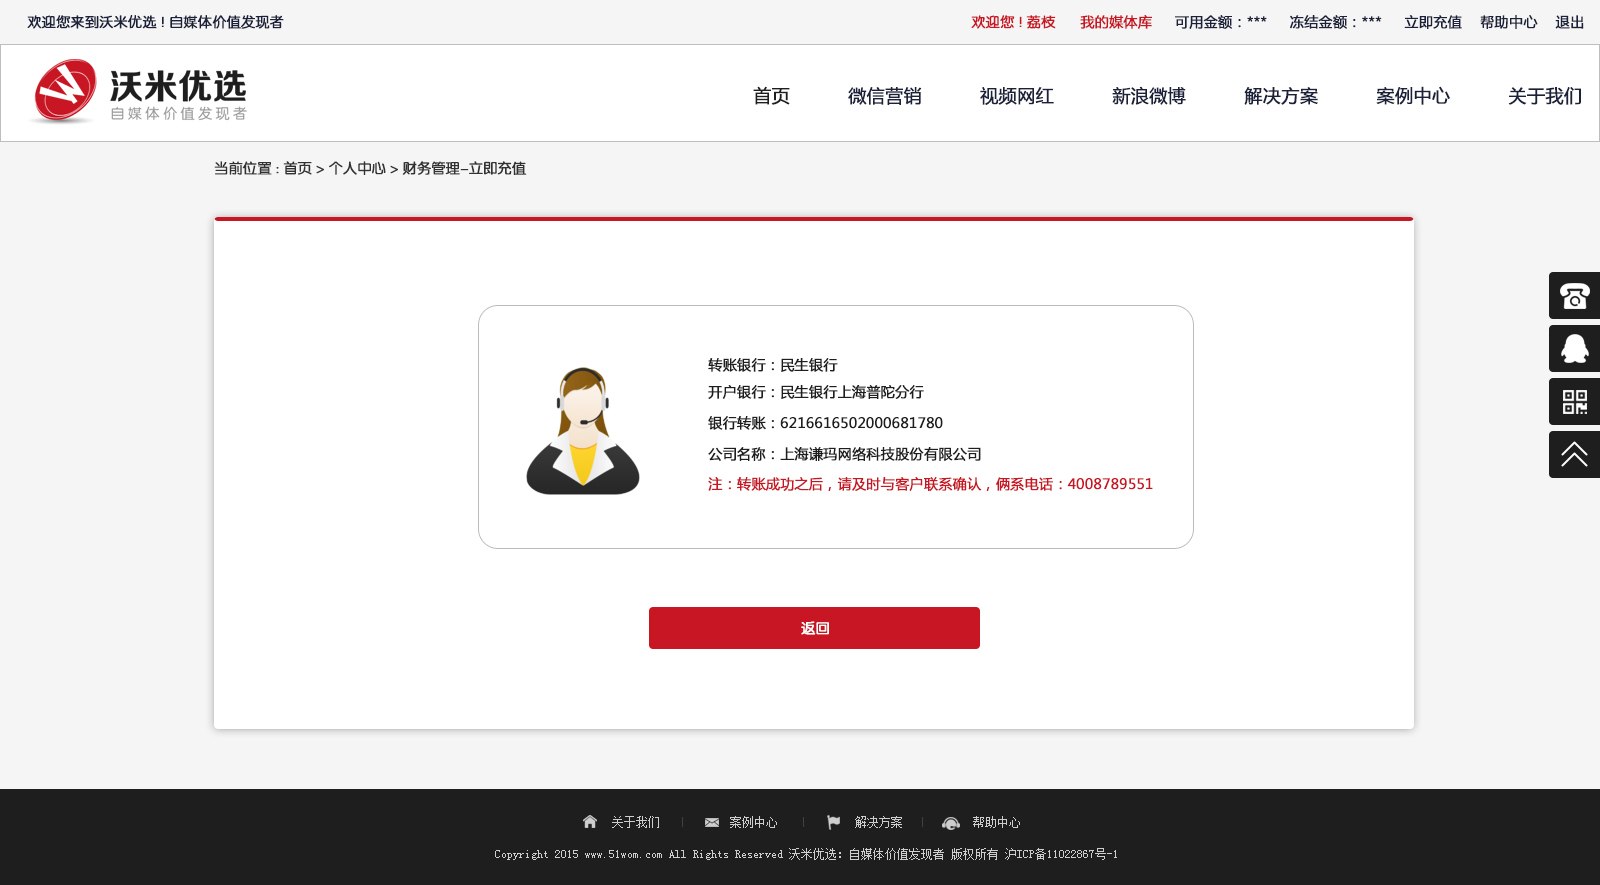 欢迎您来到沃米优选！自媒体价值发现者 欢迎您！荔枝 我的媒体库 可用金额：*** 冻结金额：*** 立即充值 帮助中心 退出
沃米优选
自媒体价值发现者
首页 微信营销 视频网红 新浪微博 解决方案 案例中心 关于我们
当前位置 : 首页 > 个人中心 > 财务管理-立即充值
转账银行：民生银行
开户银行：民生银行上海普陀分行
银行转账：6216616502000681780
公司名称：上海谦玛网络科技股份有限公司
注：转账成功之后，请及时与客户联系确认，俩系电话：4008789551
返回
关于我们 案例中心 解决方案 帮助中心
Copyright 2015 www.51wom.com All Rights Reserved 沃米优选：自媒体价值发现者 版权所有 沪ICP备11022867号-1